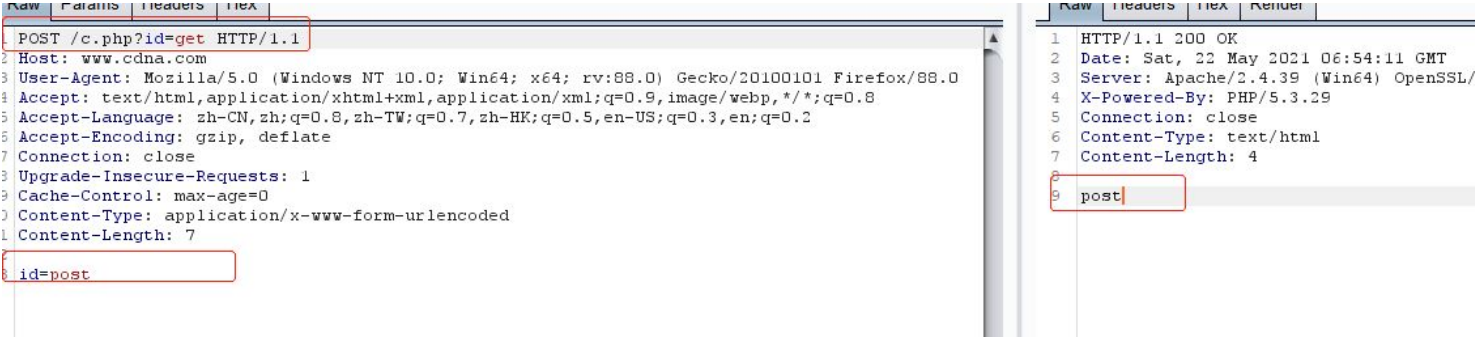 Raw Params Headers Hex
1 POST /c.php?id=get HTTP/1.1
2 Host: www.cdna.com
3 User-Agent: Mozilla/5.0 (Windows NT 10.0; Win64; x64; rv:88.0) Gecko/20100101 Firefox/88.0
4 Accept: text/html,application/xhtml+xml,application/xml;q=0.9,image/webp,*/*;q=0.8
5 Accept-Language: zh-CN,zh;q=0.8,zh-TW;q=0.7,zh-HK;q=0.5,en-US;q=0.3,en;q=0.2
6 Accept-Encoding: gzip, deflate
7 Connection: close
8 Upgrade-Insecure-Requests: 1
9 Cache-Control: max-age=0
0 Content-Type: application/x-www-form-urlencoded
1 Content-Length: 7
2
3 id=post
Raw Headers Hex Render
1 HTTP/1.1 200 OK
2 Date: Sat, 22 May 2021 06:54:11 GMT
3 Server: Apache/2.4.39 (Win64) OpenSSL/
4 X-Powered-By: PHP/5.3.29
5 Connection: close
6 Content-Type: text/html
7 Content-Length: 4
8
9 post